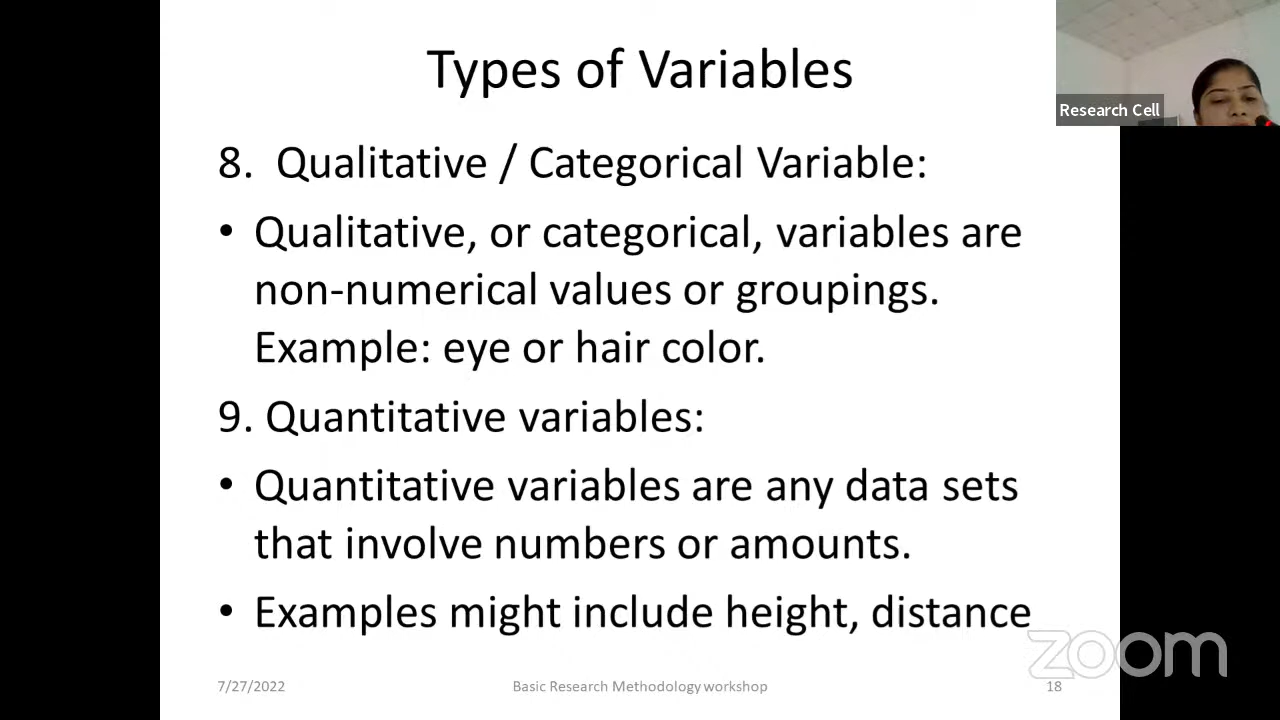 Types of Variables
Research Cell
8. Qualitative / Categorical Variable:
• Qualitative, or categorical, variables are
non-numerical values or groupings.
Example: eye or hair color.
9. Quantitative variables:
• Quantitative variables are any data sets
that involve numbers or amounts.
• Examples might include height, distance
zoom
7/27/2022 Basic Research Methodology workshop 18